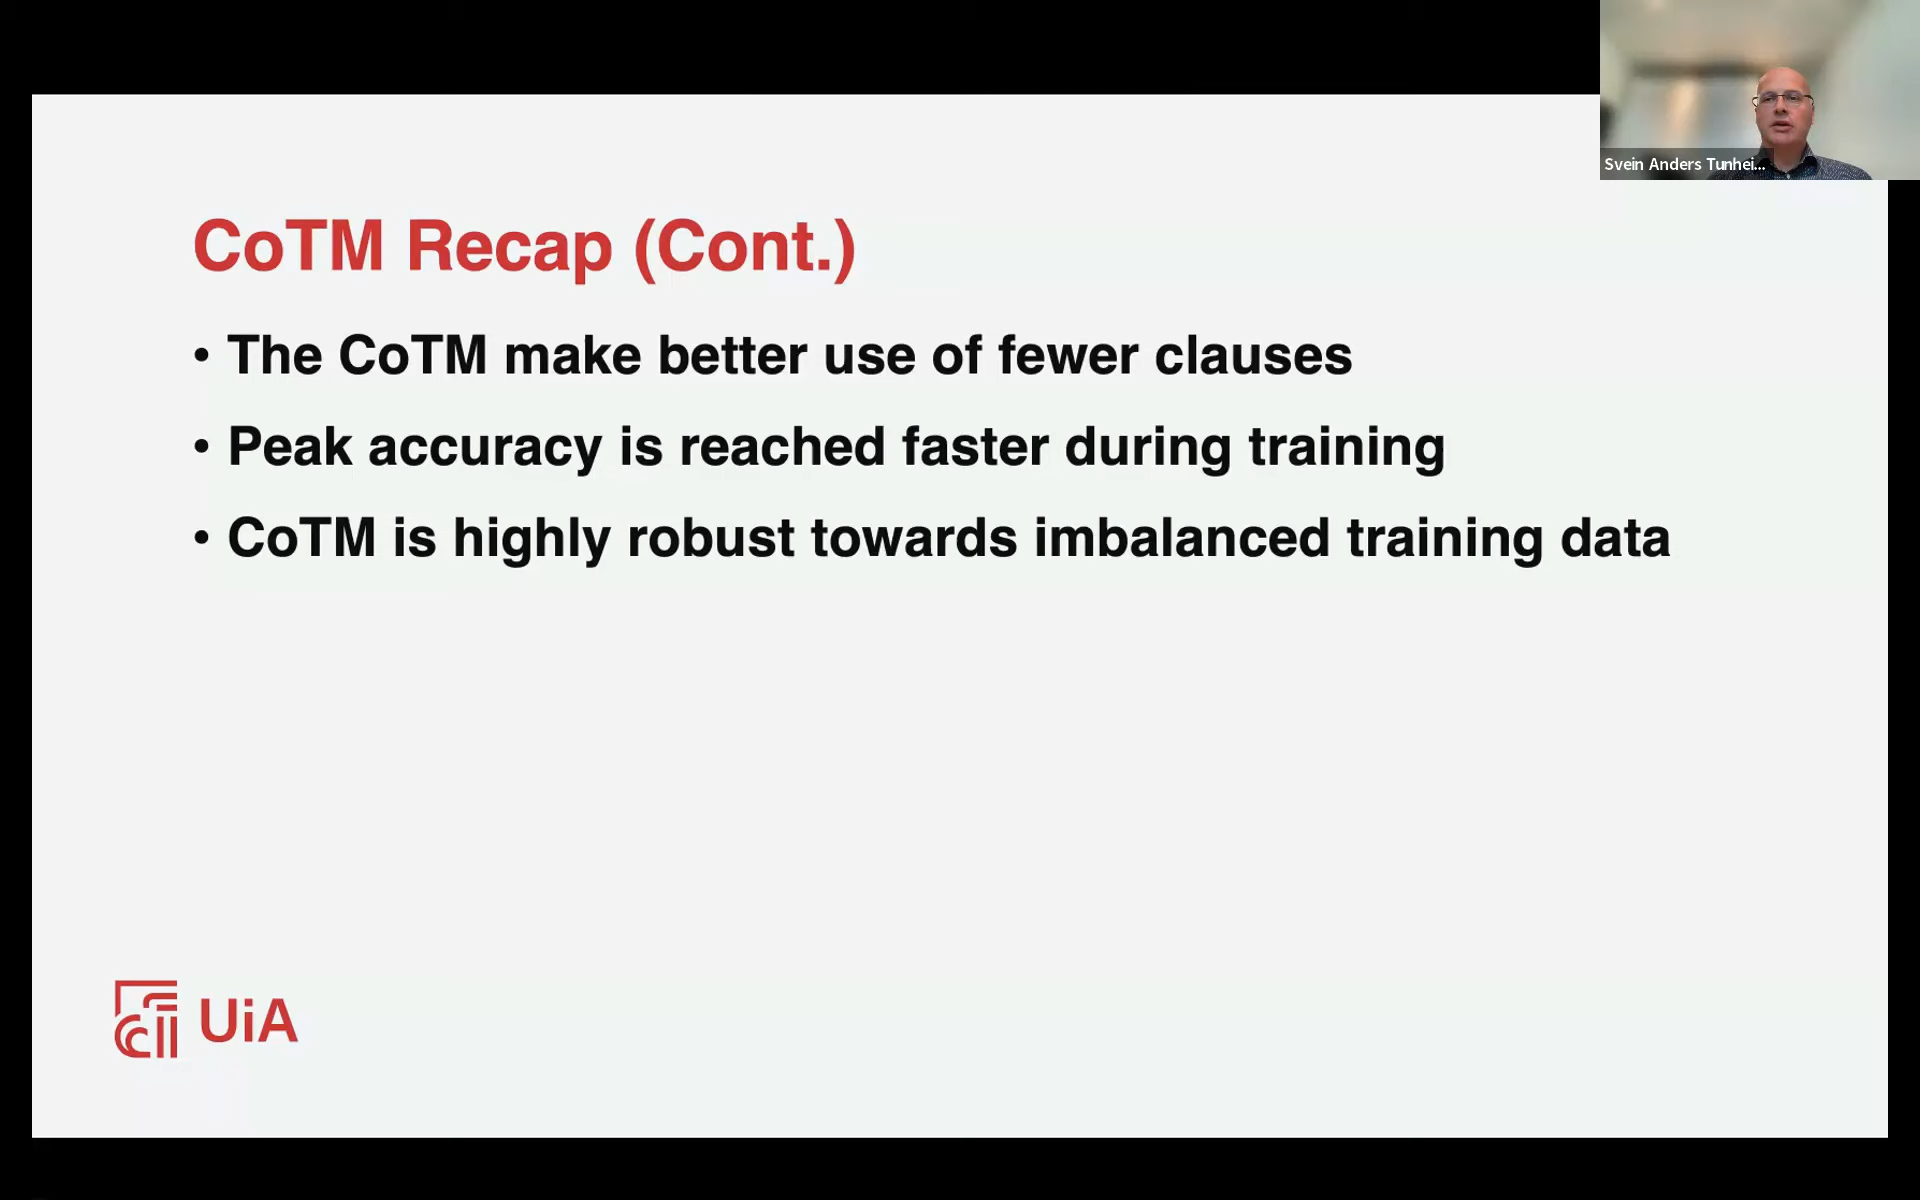 Svein Anders Tunhei...
CoTM Recap (Cont.)
• The CoTM make better use of fewer clauses
• Peak accuracy is reached faster during training
• CoTM is highly robust towards imbalanced training data
UiA